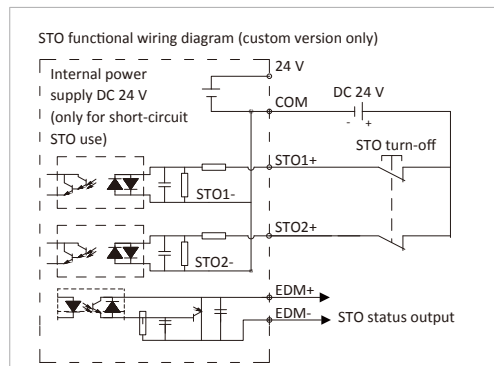 STO functional wiring diagram (custom version only)
24 V
Internal power
supply DC 24 V
(only for short-circuit
STO use)
COM
DC 24 V
- +
STO turn-off
STO1+
STO1-
STO2+
STO2-
EDM+
EDM-
STO status output